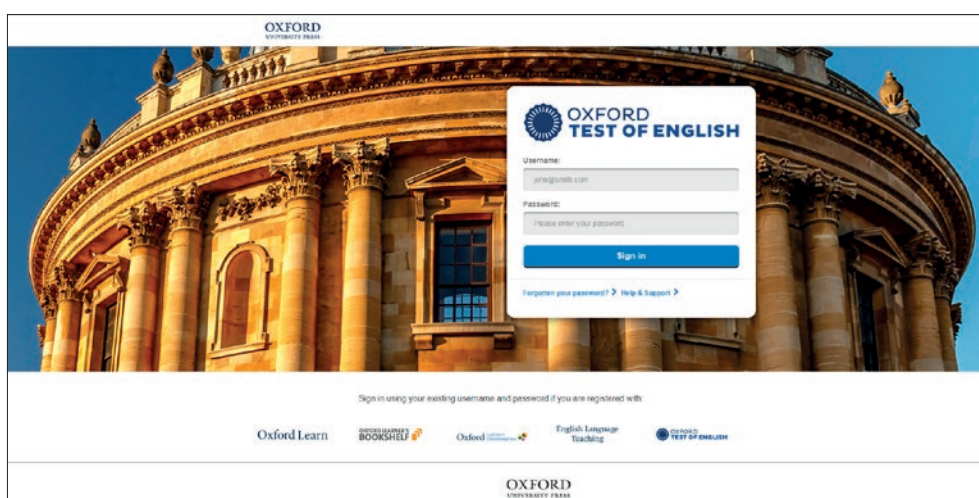 OXFORD
UNIVERSITY PRESS
OXFORD
TEST OF ENGLISH
Username:
john@smith.com
Password:
Please enter your password
Sign in
Forgotten your password? Help & Support
Sign in using your existing username and password if you are registered with:
Oxford Learn
OXFORD LEARNER'S
BOOKSHELF
Oxford
English Language
Teaching
OXFORD
TEST OF ENGLISH
OXFORD
UNIVERSITY PRESS